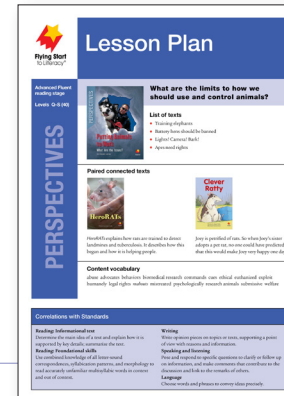 Flying Start
to Literacy
Lesson Plan
Advanced Fluent
reading stage
Levels Q–S (40)
PERSPECTIVES
PERSPECTIVES
Putting Animals
to Work:
What are the limits to how we
should use and control animals?
List of texts
Training elephants
Battery farms should be banned
Lights! Camera! Bark!
Apes need rights
Paired connected texts
HeroRATs
Clever
Ratty
HeroRATs explains how rats are trained to detect
landmines and tuberculosis. It describes how this
began and how it is helping people.
Joey is petrified of rats. So when Joey's sister
adopts a pet rat, no one could have predicted
that this would make Joey very happy one day
Content vocabulary
abuse advocates behaviors biomedical research commands cure ethical euthanized exploit
humanely legal rights maltreat mistreated psychologically research animals submissive welfare
Correlations with Standards
Reading: Informational text
Determine the main idea of a text and explain how it is
supported by key details; summarize the text.
Reading: Foundational skills
Use combined knowledge of all letter-sound
correspondences, syllabication patterns, and morphology to
read accurately unfamiliar multisyllabic words in context
and out of context.
Writing
Write opinion pieces on topics or texts, supporting a point
of view with reasons and information.
Speaking and listening
Pose and respond to specific questions to clarify or follow up
on information, and make comments that contribute to the
discussion and link to the remarks of others.
Language
Choose words and phrases to convey ideas precisely.